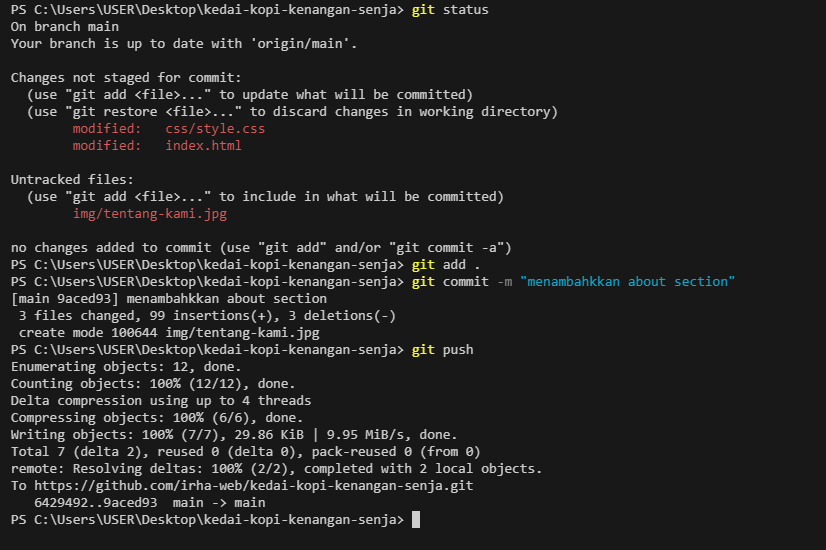 PS C:\Users\USER\Desktop\kedai-kopi-kenangan-senja> git status
On branch main
Your branch is up to date with 'origin/main'.
Changes not staged for commit:
(use "git add <file>..." to update what will be committed)
(use "git restore <file>..." to discard changes in working directory)
modified: css/style.css
modified: index.html
Untracked files:
(use "git add <file>..." to include in what will be committed)
img/tentang-kami.jpg
no changes added to commit (use "git add" and/or "git commit -a")
PS C:\Users\USER\Desktop\kedai-kopi-kenangan-senja> git add .
PS C:\Users\USER\Desktop\kedai-kopi-kenangan-senja> git commit -m "menambahkkan about section"
[main 9aced93] menambahkkan about section
3 files changed, 99 insertions(+), 3 deletions(-)
create mode 100644 img/tentang-kami.jpg
PS C:\Users\USER\Desktop\kedai-kopi-kenangan-senja> git push
Enumerating objects: 12, done.
Counting objects: 100% (12/12), done.
Delta compression using up to 4 threads
Compressing objects: 100% (6/6), done.
Writing objects: 100% (7/7), 29.86 KiB | 9.95 MiB/s, done.
Total 7 (delta 2), reused 0 (delta 0), pack-reused 0 (from 0)
remote: Resolving deltas: 100% (2/2), completed with 2 local objects.
To https://github.com/irha-web/kedai-kopi-kenangan-senja.git
6429492..9aced93 main -> main
PS C:\Users\USER\Desktop\kedai-kopi-kenangan-senja>